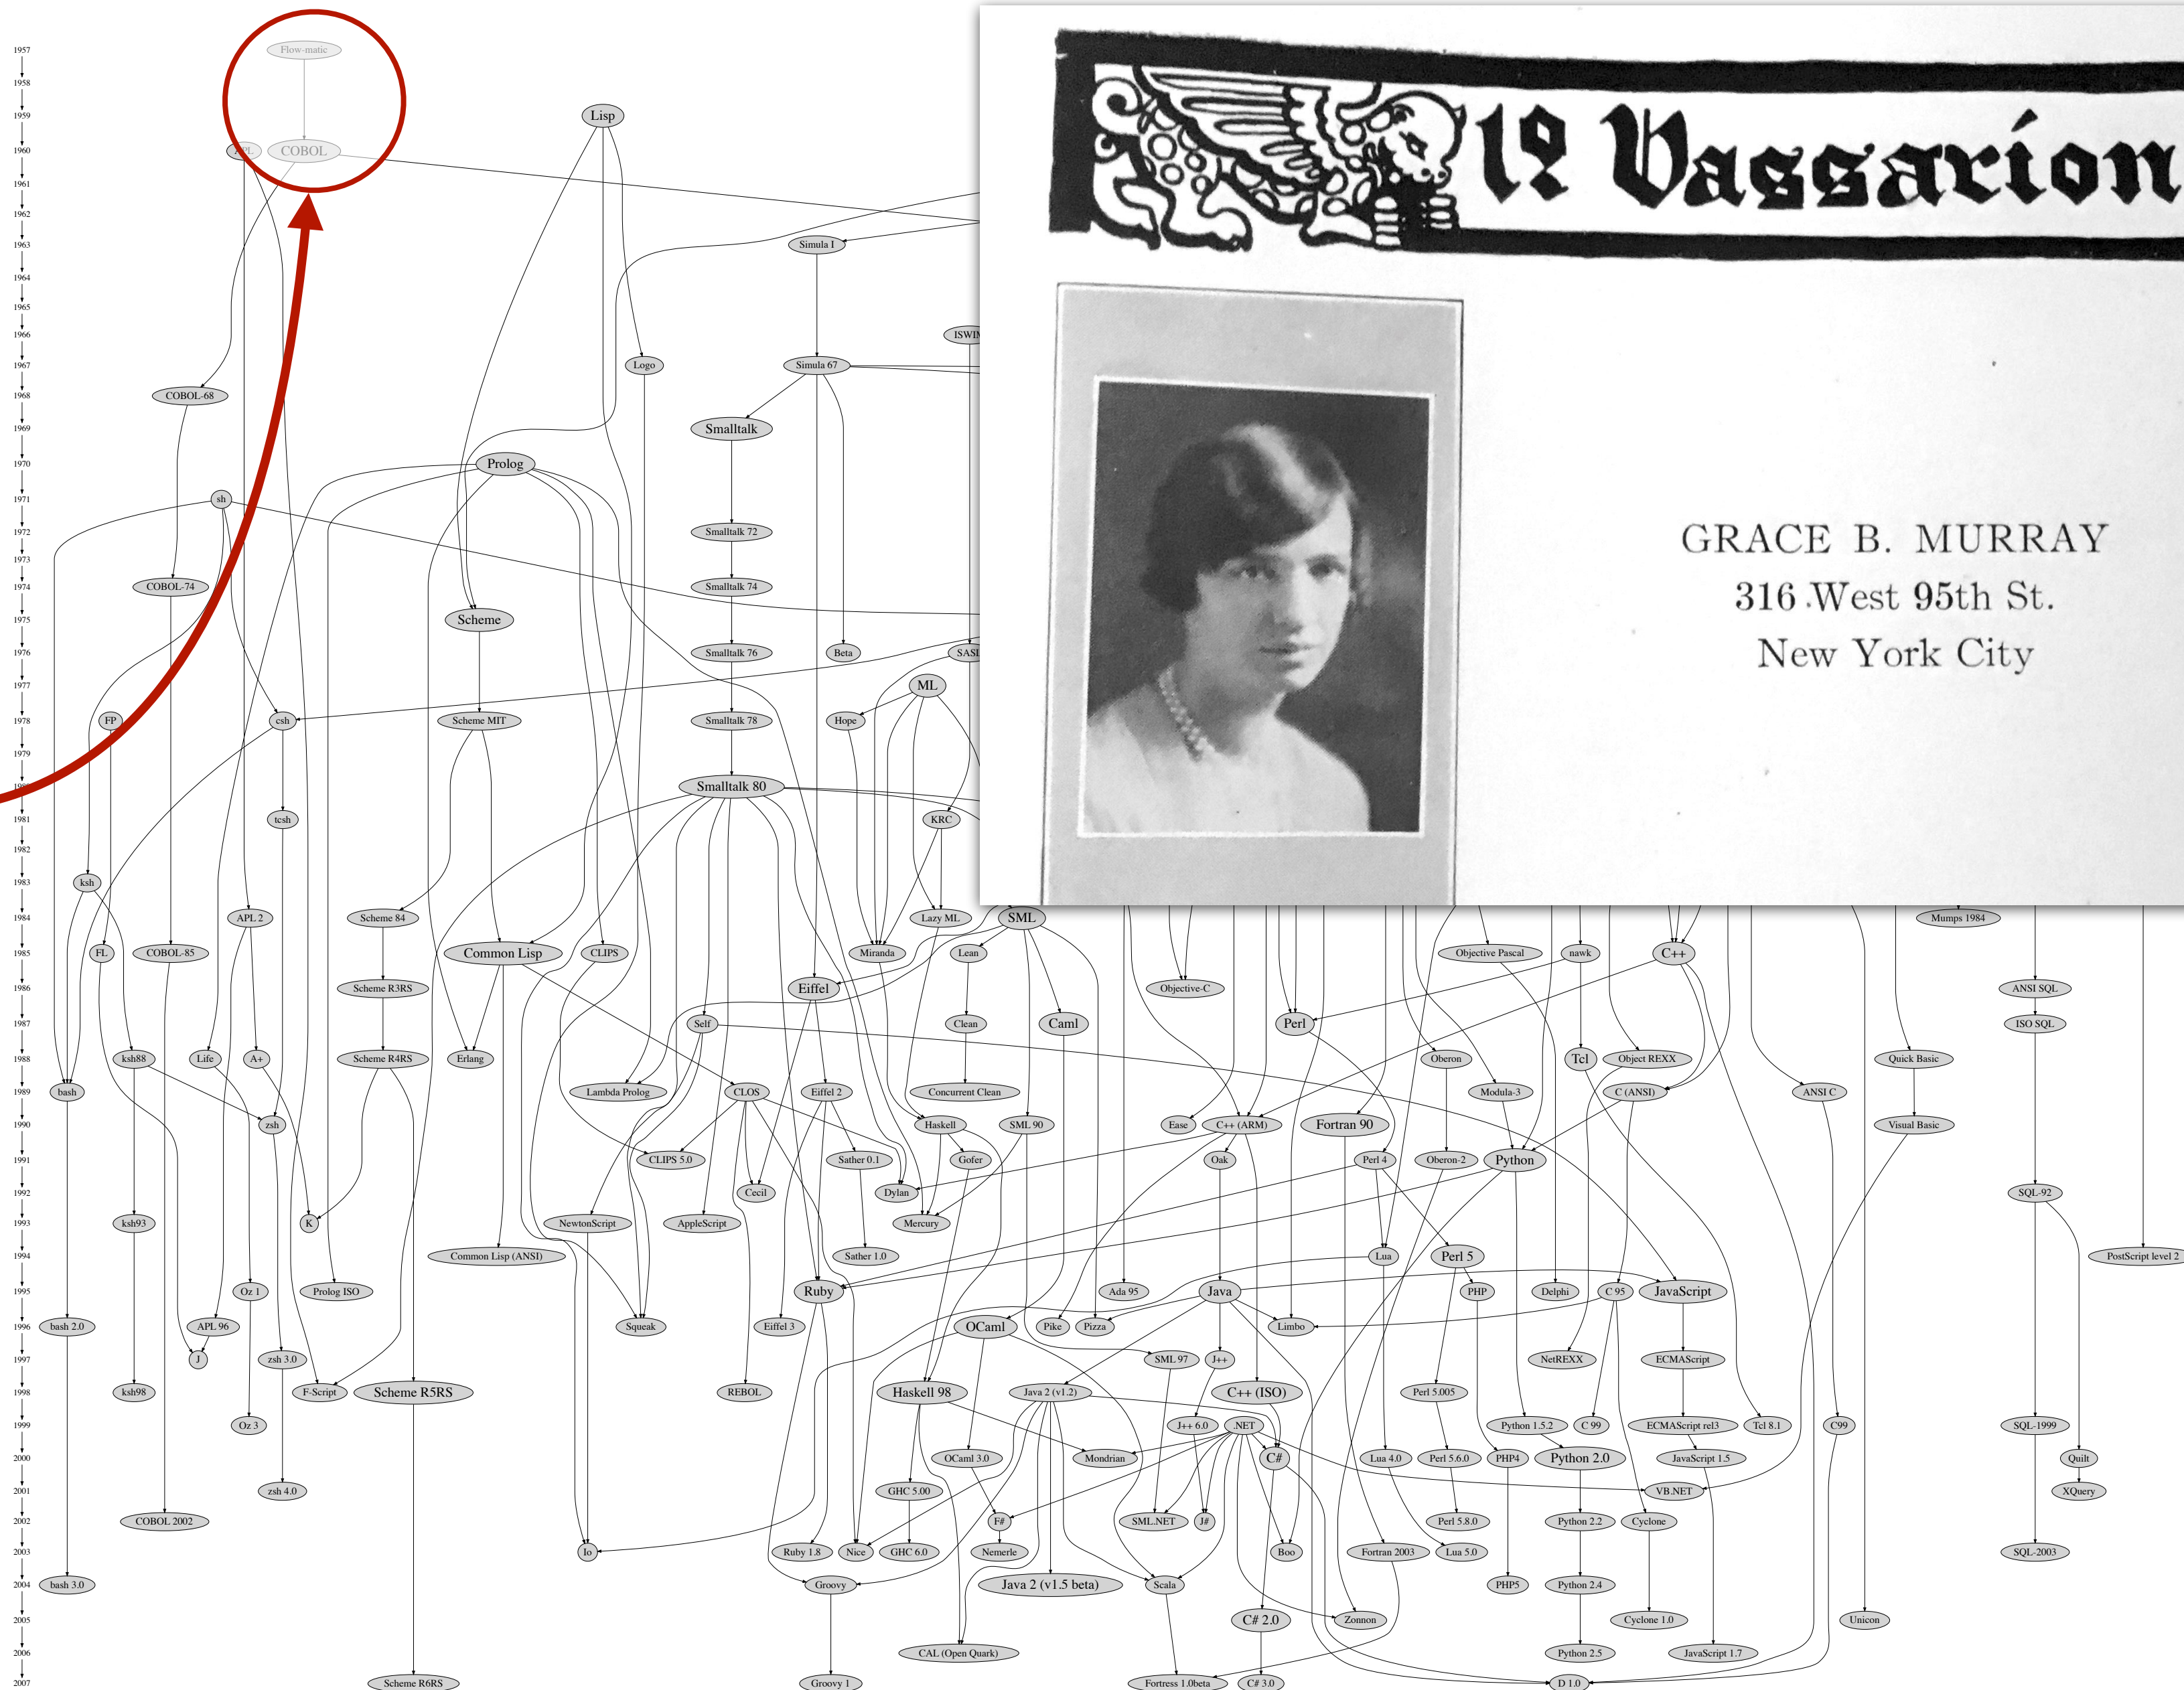 1957
Flow-matic
1958
1959
Lisp
1960
COBOL
1961
1962
1963
Simula I
1964
1965
1966
1967
Logo
Simula 67
1968
COBOL-68
1969
Smalltalk
1970
Prolog
1971
sh
1972
Smalltalk 72
1973
1974
COBOL-74
Smalltalk 74
1975
Scheme
1976
Smalltalk 76
Beta
1977
ML
1978
FP
csh
Scheme MIT
Smalltalk 78
Hope
1979
Smalltalk 80
1981
tcsh
KRC
1982
1983
ksh
1984
APL 2
Scheme 84
Lazy ML
SML
Mumps 1984
1985
FL
COBOL-85
Common Lisp
CLIPS
Miranda
Lean
Objective Pascal
nawk
C++
1986
Scheme R3RS
Eiffel
Objective-C
ANSI SQL
1987
Self
Clean
Caml
Perl
ISO SQL
1988
ksh88
Life
A+
Scheme R4RS
Erlang
Oberon
Tcl
Object REXX
Quick Basic
1989
bash
Lambda Prolog
CLOS
Eiffel 2
Concurrent Clean
Modula-3
C (ANSI)
ANSI C
1990
zsh
Haskell
SML 90
Ease
C++ (ARM)
Fortran 90
Visual Basic
1991
CLIPS 5.0
Sather 0.1
Gofer
Oak
Perl 4
Oberon-2
Python
1992
Cecil
Dylan
SQL-92
1993
ksh93
K
NewtonScript
AppleScript
Mercury
1994
Common Lisp (ANSI)
Sather 1.0
Lua
Perl 5
PostScript level 2
1995
Oz 1
Prolog ISO
Ruby
Ada 95
Java
PHP
Delphi
C 95
JavaScript
1996
bash 2.0
APL 96
Squeak
Eiffel 3
OCaml
Pike
Pizza
Limbo
1997
J
zsh 3.0
SML 97
J++
NetREXX
ECMAScript
1998
ksh98
F-Script
Scheme R5RS
REBOL
Haskell 98
Java 2 (v1.2)
C++ (ISO)
Perl 5.005
1999
Oz 3
J++ 6.0
.NET
Python 1.5.2
C 99
ECMAScript rel3
Tcl 8.1
C99
SQL-1999
2000
OCaml 3.0
Mondrian
C#
Lua 4.0
Perl 5.6.0
PHP4
Python 2.0
JavaScript 1.5
Quilt
2001
zsh 4.0
GHC 5.00
VB.NET
XQuery
2002
COBOL 2002
F#
SML.NET
J#
Perl 5.8.0
Python 2.2
Cyclone
2003
Io
Ruby 1.8
Nice
GHC 6.0
Nemerle
Boo
Fortran 2003
Lua 5.0
SQL-2003
2004
bash 3.0
Groovy
Java 2 (v1.5 beta)
Scala
PHP5
Python 2.4
2005
C# 2.0
Zonnon
Cyclone 1.0
Unicon
2006
CAL (Open Quark)
Python 2.5
JavaScript 1.7
2007
Scheme R6RS
Groovy 1
Fortress 1.0beta
C# 3.0
D 1.0
Vassarion
GRACE B. MURRAY
316 West 95th St.
New York City